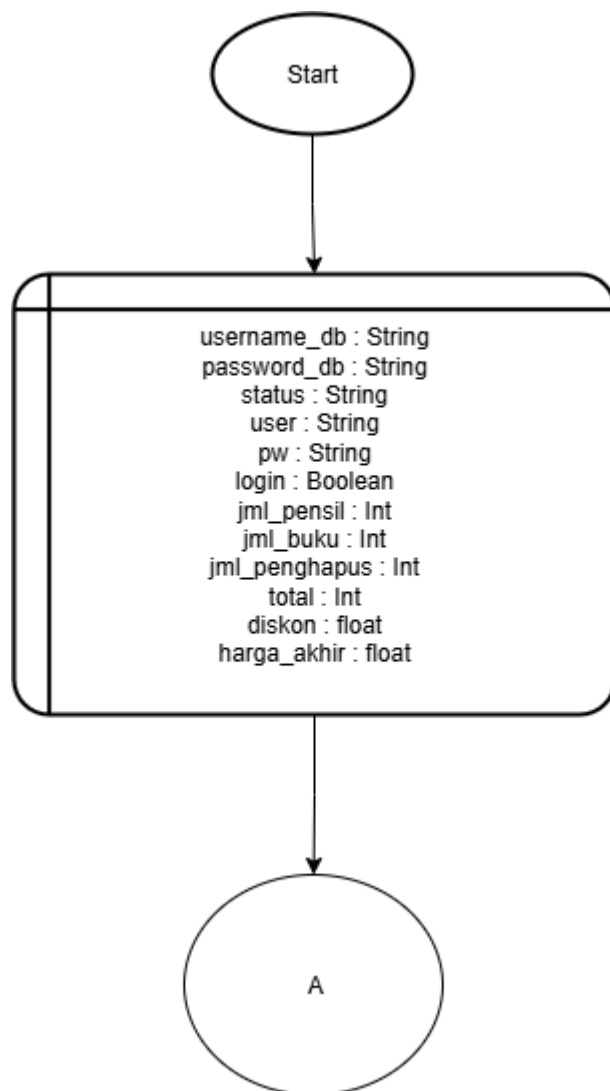 Start
username_db : String
password_db : String
status : String
user : String
pw : String
login : Boolean
jml_pensil : Int
jml_buku : Int
jml_penghapus : Int
total : Int
diskon : float
harga_akhir : float
A